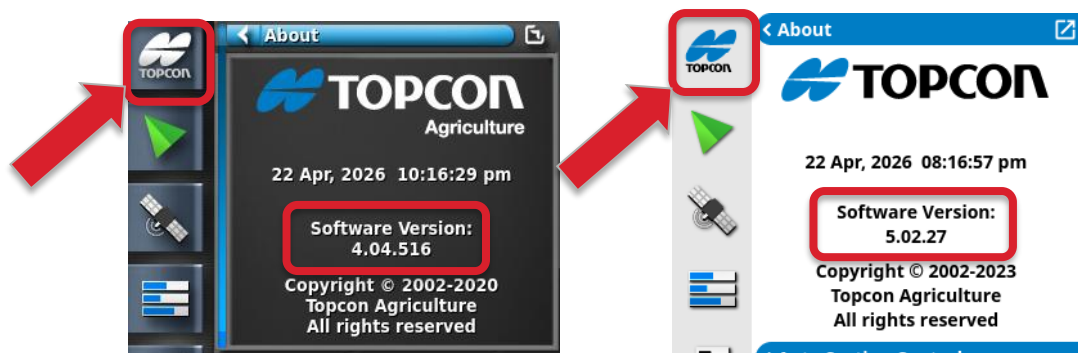 TOPCON
About
TOPCON
Agriculture
22 Apr, 2026 10:16:29 pm
Software Version:
4.04.516
Copyright © 2002-2020
Topcon Agriculture
All rights reserved
TOPCON
About
TOPCON
22 Apr, 2026 08:16:57 pm
Software Version:
5.02.27
Copyright © 2002-2023
Topcon Agriculture
All rights reserved